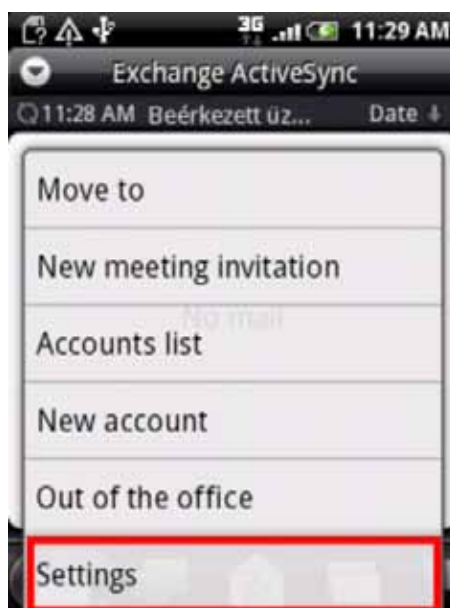 3G 11:29 AM
Exchange ActiveSync
11:28 AM Beérkezett üz... Date
Move to
New meeting invitation
No mail
Accounts list
New account
Out of the office
Settings